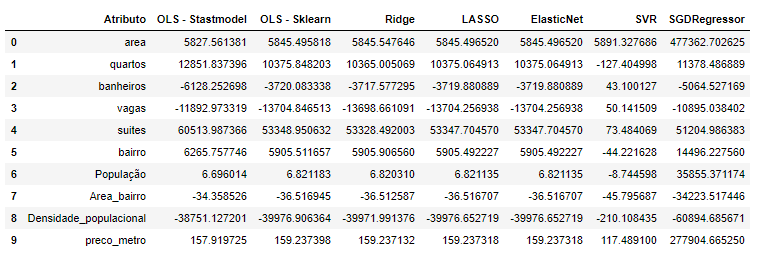 Atributo OLS - Stastmodel OLS - Sklearn Ridge LASSO ElasticNet SVR SGDRegressor
0 area 5827.561381 5845.495818 5845.547646 5845.496520 5845.496520 5891.327686 477362.702625
1 quartos 12851.837396 10375.848203 10365.005069 10375.064913 10375.064913 -127.404998 11378.486889
2 banheiros -6128.252698 -3720.083338 -3717.577295 -3719.880889 -3719.880889 43.100127 -5064.527169
3 vagas -11892.973319 -13704.846513 -13698.661091 -13704.256938 -13704.256938 50.141509 -10895.038402
4 suites 60513.987366 53348.950632 53328.492003 53347.704570 53347.704570 73.484069 51204.986383
5 bairro 6265.757746 5905.511657 5905.906560 5905.492227 5905.492227 -44.221628 14496.227560
6 População 6.696014 6.821183 6.820310 6.821135 6.821135 -8.744598 35855.371174
7 Area_bairro -34.358526 -36.516945 -36.512587 -36.516707 -36.516707 -45.795687 -34223.517446
8 Densidade_populacional -38751.127201 -39976.906364 -39971.991376 -39976.652719 -39976.652719 -210.108435 -60894.685671
9 preco_metro 157.919725 159.237398 159.237132 159.237318 159.237318 117.489100 277904.665250